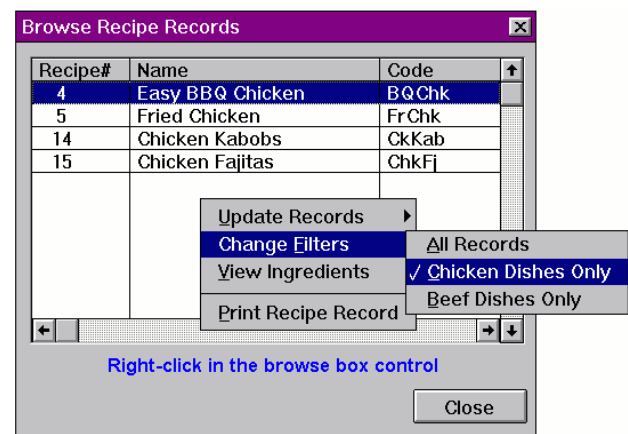 Browse Recipe Records
Recipe# Name Code
4 Easy BBQ Chicken BQChk
5 Fried Chicken FrChk
14 Chicken Kabobs CkKab
15 Chicken Fajitas ChkFj
Update Records
Change Filters
View Ingredients
Print Recipe Record
All Records
✓ Chicken Dishes Only
Beef Dishes Only
Right-click in the browse box control
Close